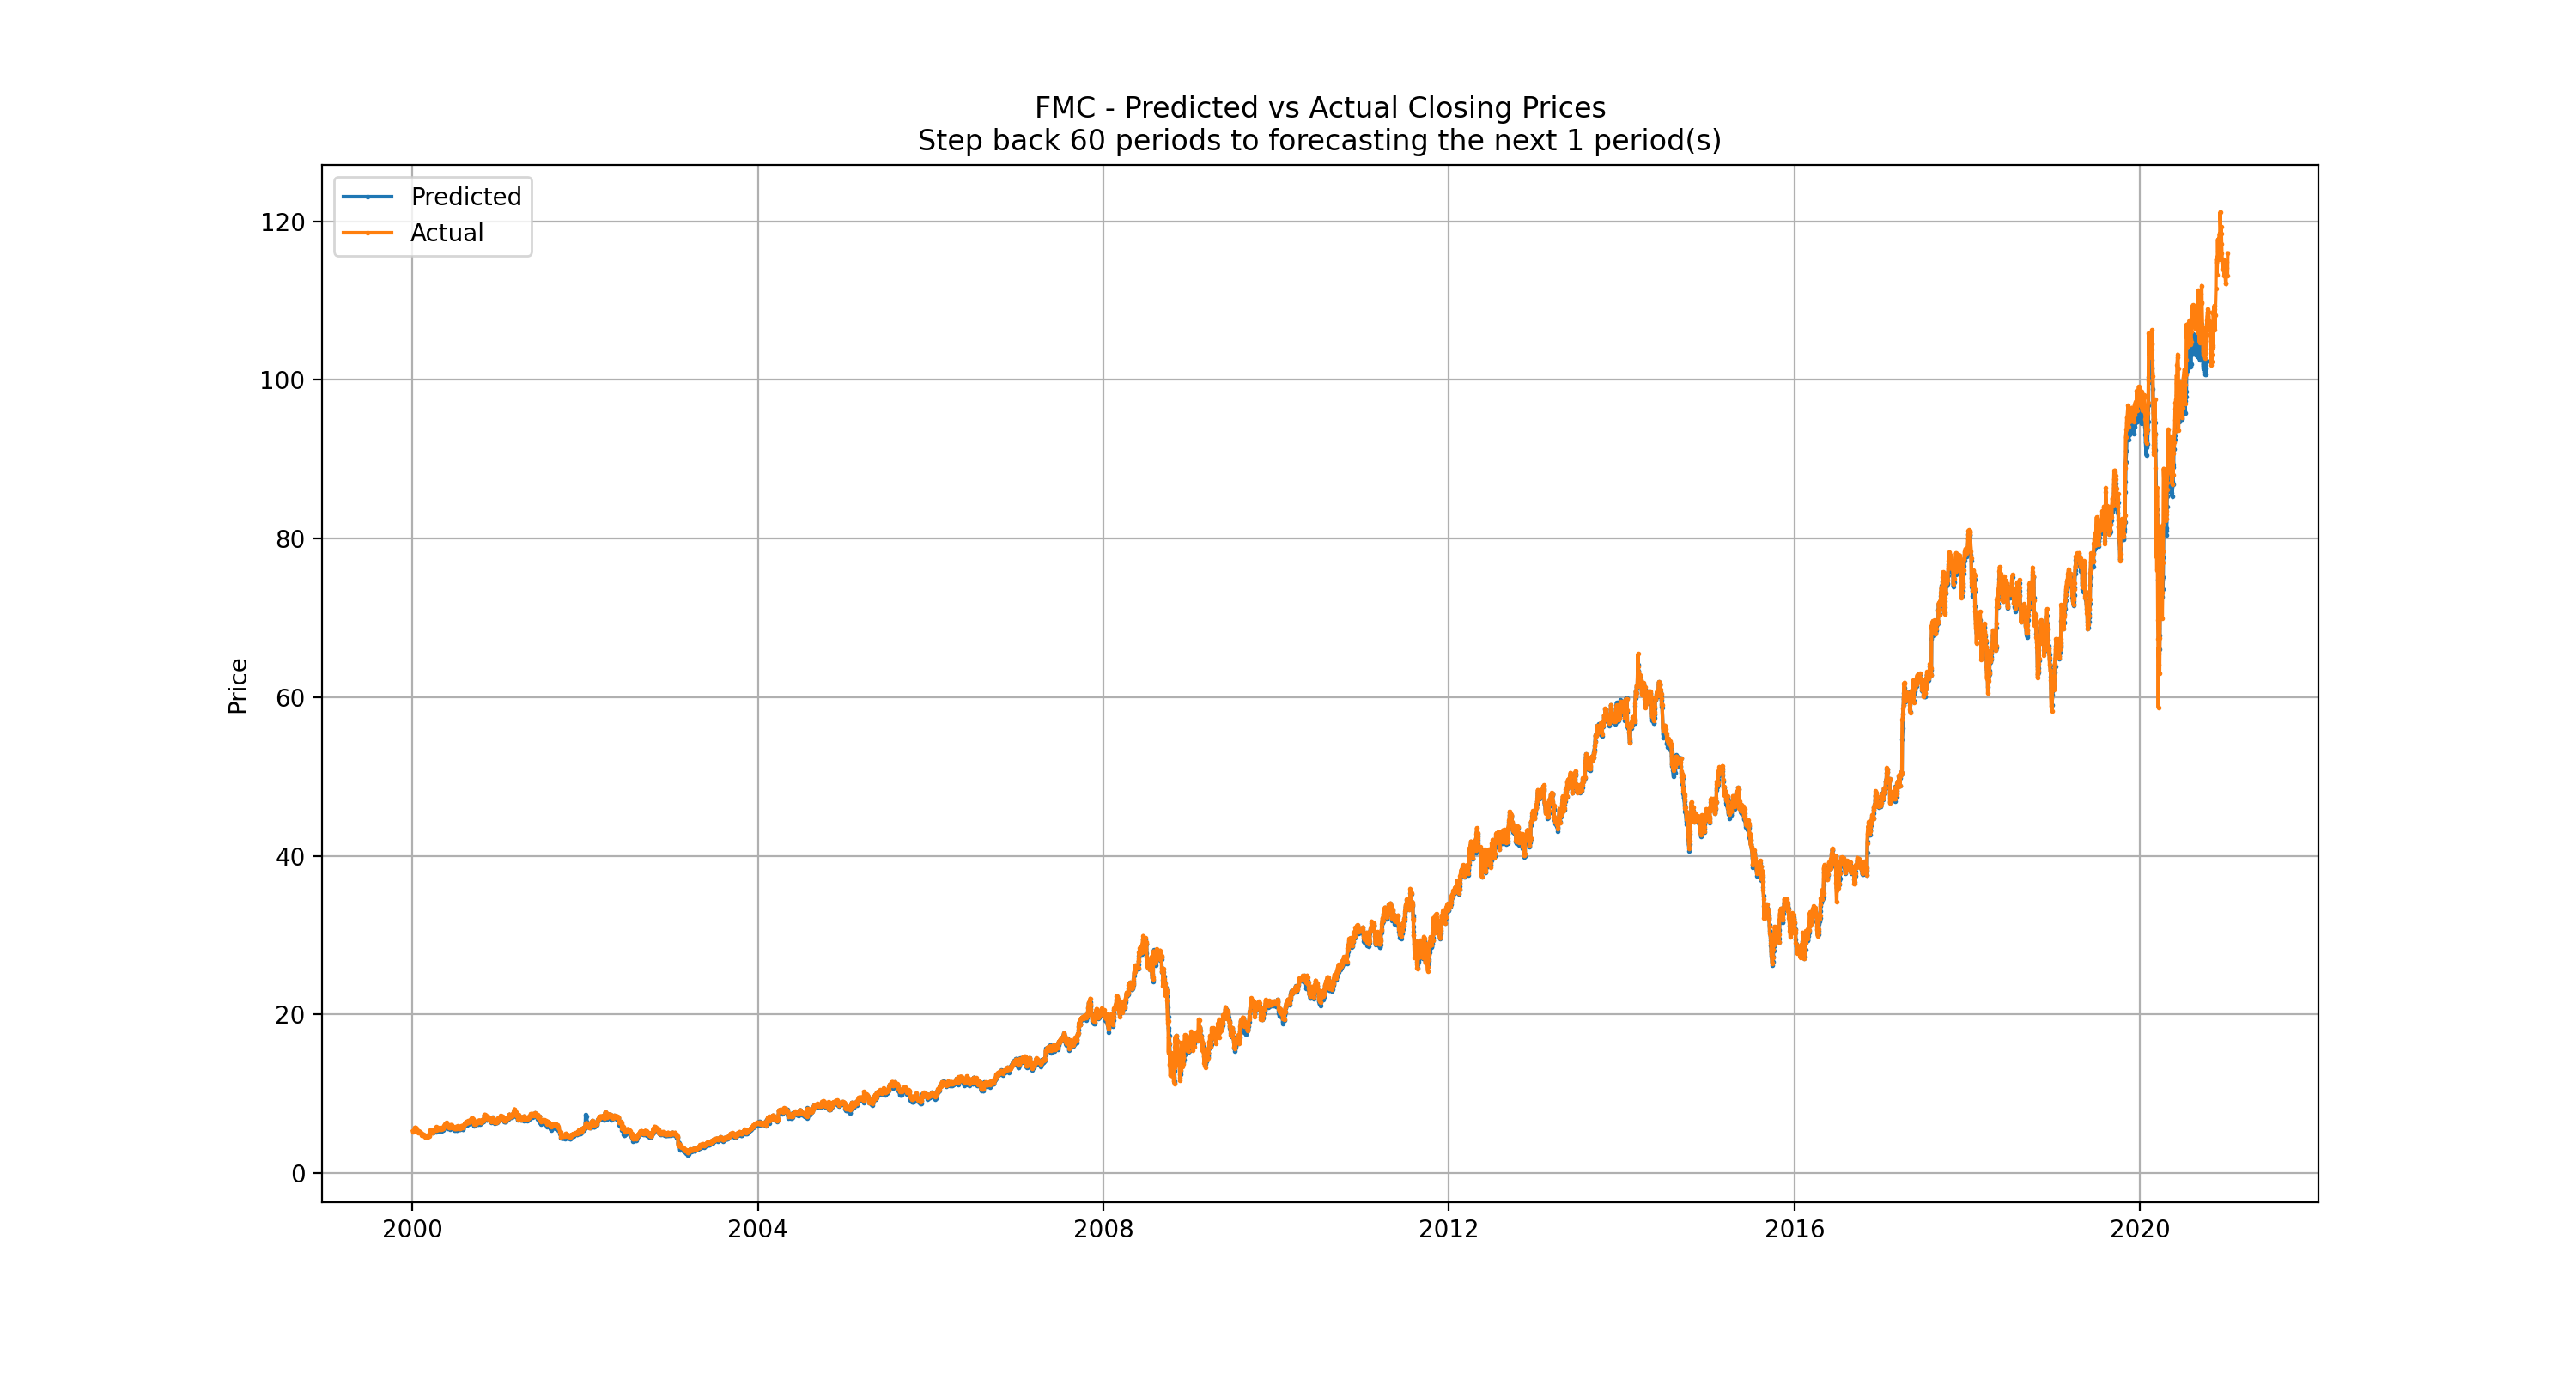 FMC - Predicted vs Actual Closing Prices
Step back 60 periods to forecasting the next 1 period(s)
Predicted
Actual
120
100
80
60
40
20
0
Price
2000 2004 2008 2012 2016 2020